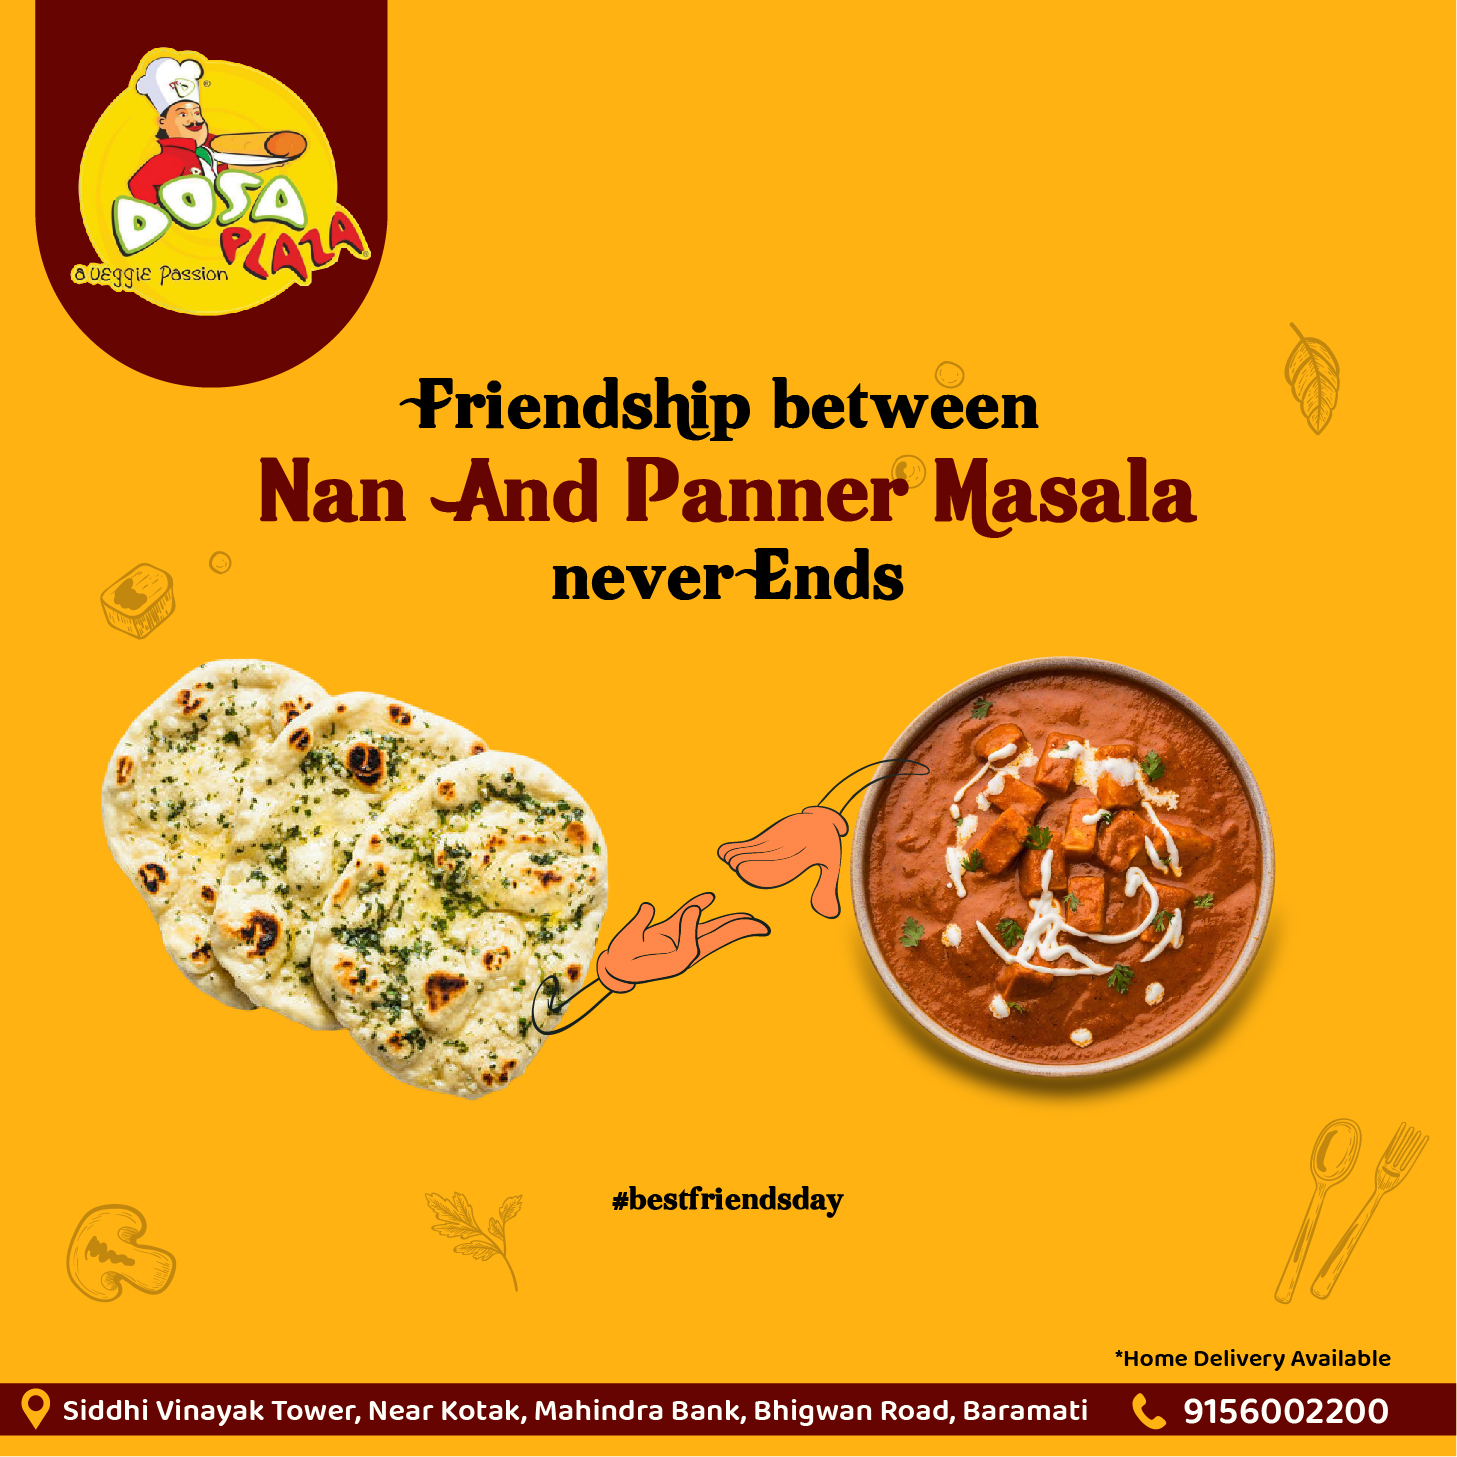 DOSA
PLAZA
a Veggie Passion
Friendship between
Nan And Panner Masala
never Ends
#bestfriendsday
*Home Delivery Available
Siddhi Vinayak Tower, Near Kotak, Mahindra Bank, Bhigwan Road, Baramati
9156002200